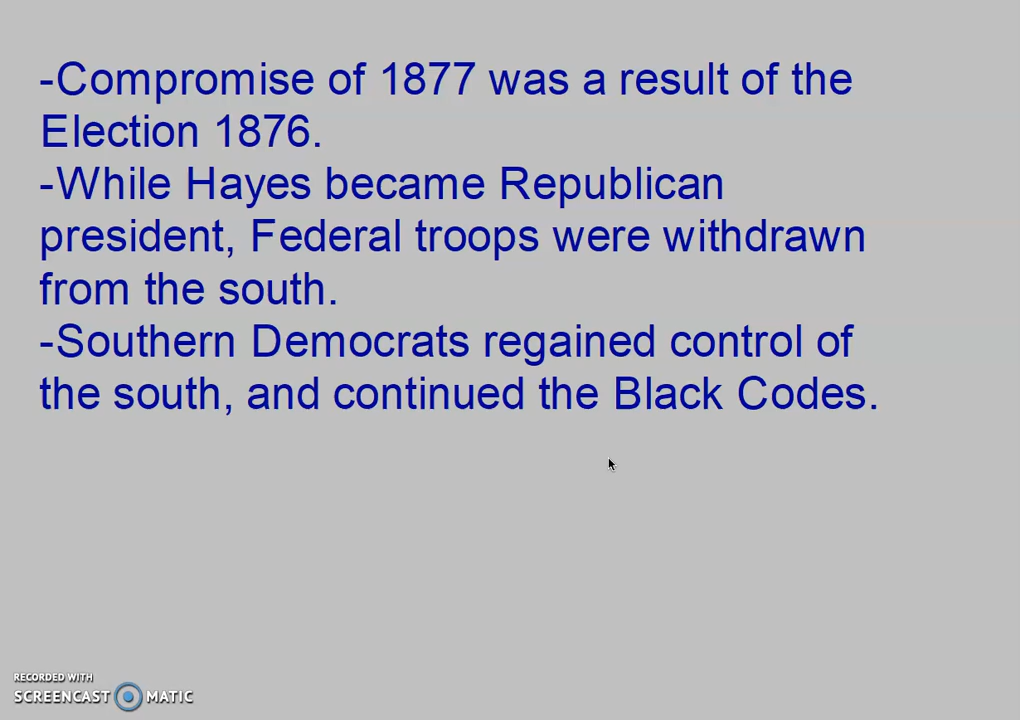 -Compromise of 1877 was a result of the
Election 1876.
-While Hayes became Republican
president, Federal troops were withdrawn
from the south.
-Southern Democrats regained control of
the south, and continued the Black Codes.
RECORDED WITH
SCREENCAST MATIC